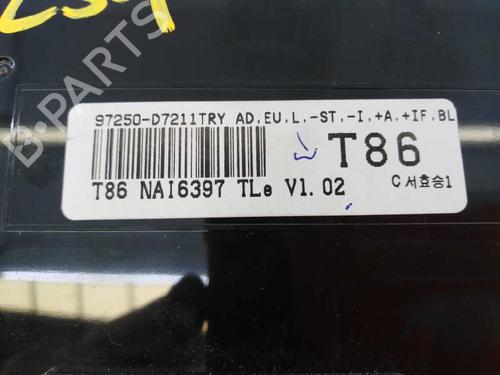 97250-D7211TRY AD.EU.L.-ST.-I.+A.+IF.BL
T86
T86 NAI6397 TLe V1.02
C 서효승1
B-PARTS